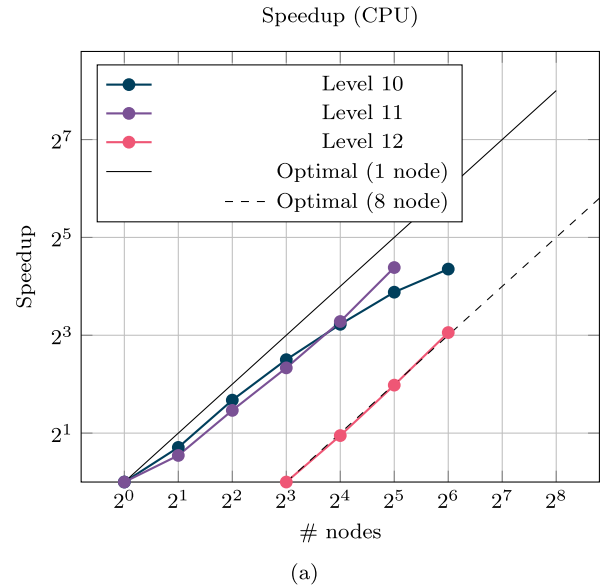 Speedup (CPU)
Level 10
Level 11
Level 12
Optimal (1 node)
Optimal (8 node)
2^7
2^5
2^3
2^1
Speedup
2^0 2^1 2^2 2^3 2^4 2^5 2^6 2^7 2^8
# nodes
(a)